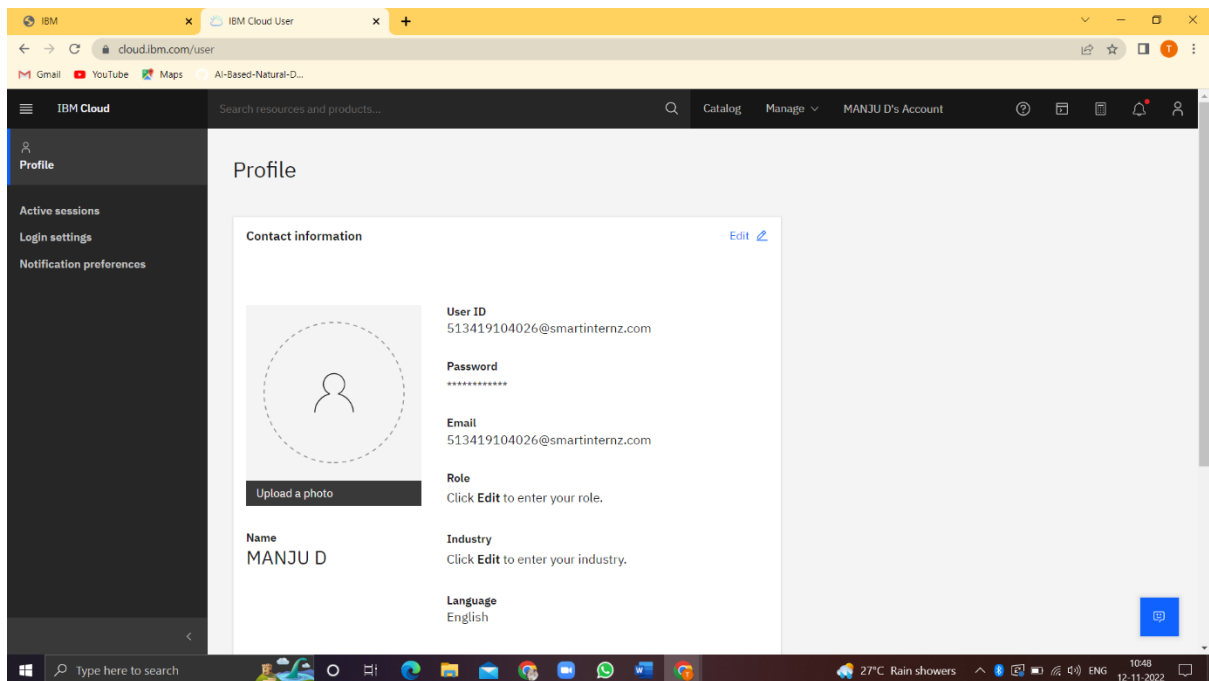 IBM
IBM Cloud User
cloud.ibm.com/user
Gmail YouTube Maps AI-Based-Natural-D...
T
IBM Cloud
Search resources and products...
Catalog Manage MANJU D's Account
Profile
Active sessions
Login settings
Notification preferences
Profile
Contact information
Edit
Upload a photo
Name
MANJU D
User ID
513419104026@smartinternz.com
Password
************
Email
513419104026@smartinternz.com
Role
Click Edit to enter your role.
Industry
Click Edit to enter your industry.
Language
English
Type here to search
27°C Rain showers
ENG
10:48
12-11-2022